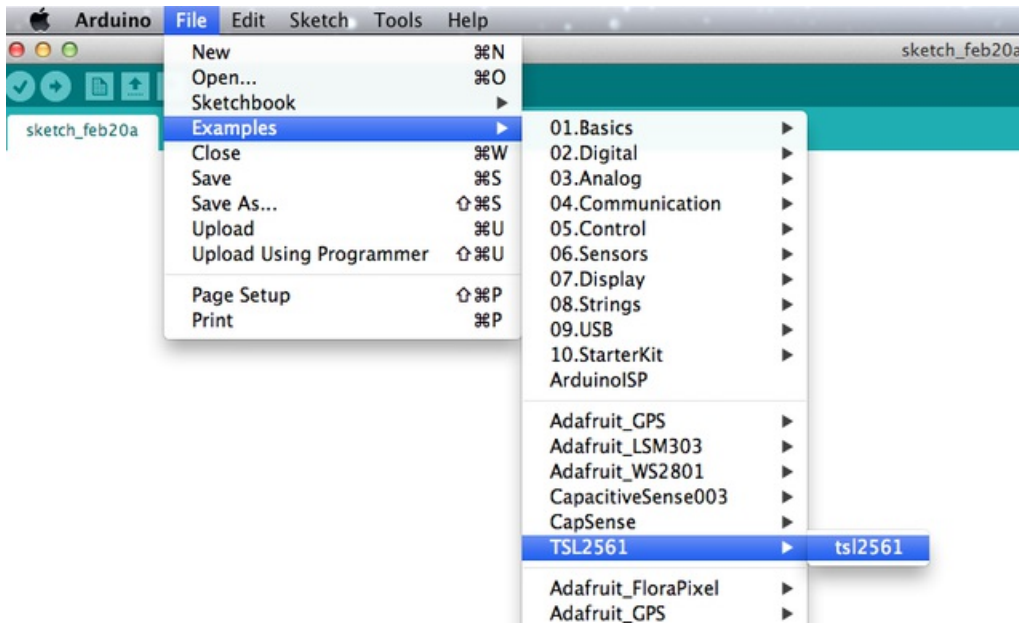 Arduino File Edit Sketch Tools Help
sketch_feb20a
sketch_feb20a
New ⌘N
Open... ⌘O
Sketchbook ▶
Examples ▶
Close ⌘W
Save ⌘S
Save As... ⇧⌘S
Upload ⌘U
Upload Using Programmer ⇧⌘U
Page Setup ⇧⌘P
Print ⌘P
01.Basics ▶
02.Digital ▶
03.Analog ▶
04.Communication ▶
05.Control ▶
06.Sensors ▶
07.Display ▶
08.Strings ▶
09.USB ▶
10.StarterKit ▶
ArduinoISP
Adafruit_GPS ▶
Adafruit_LSM303 ▶
Adafruit_WS2801 ▶
CapacitiveSense003 ▶
CapSense ▶
TSL2561 ▶
Adafruit_FloraPixel ▶
Adafruit_GPS ▶
tsl2561